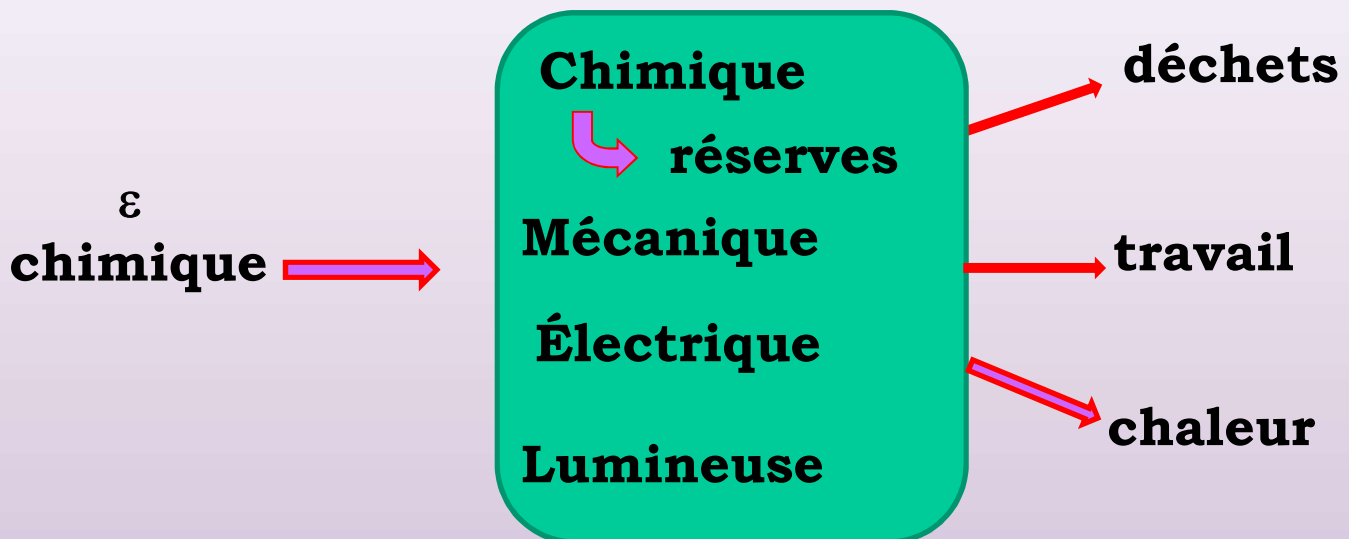 ε
chimique
Chimique
réserves
Mécanique
Électrique
Lumineuse
déchets
travail
chaleur